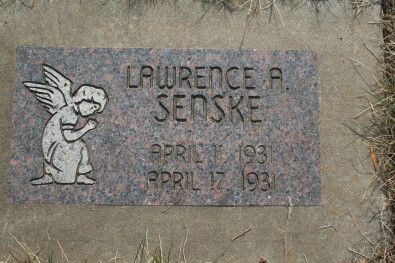 LAWRENCE A.
SENSKE
APRIL 11, 1931
APRIL 17, 1931